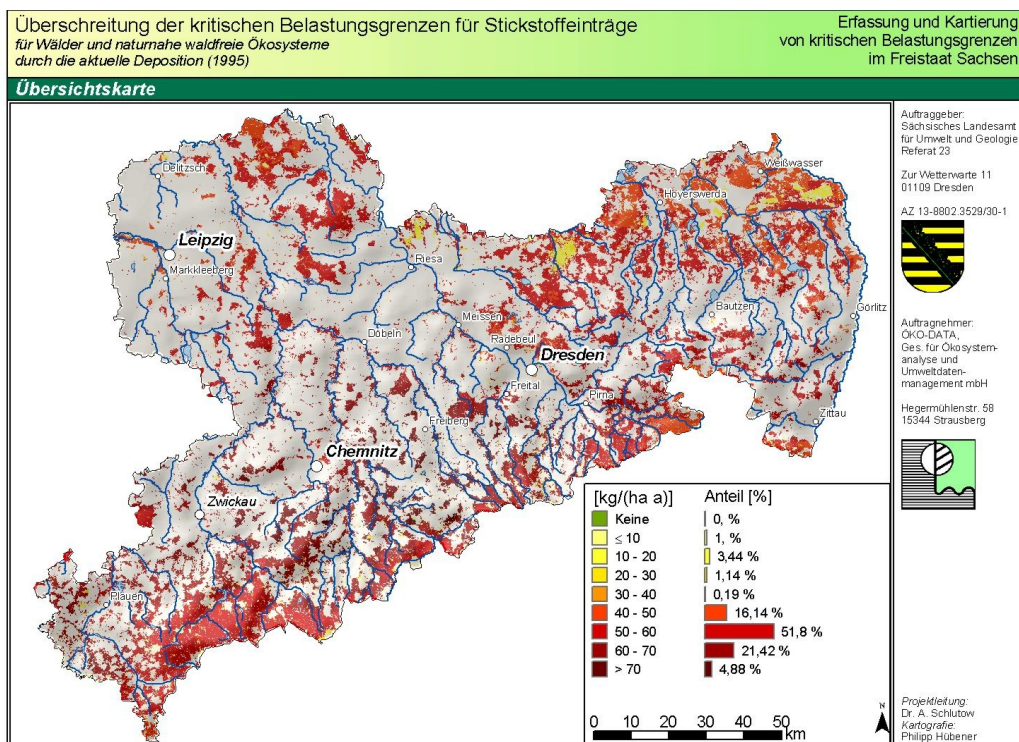 Überschreitung der kritischen Belastungsgrenzen für Stickstoffeinträge
für Wälder und naturnahe waldfreie Ökosysteme
durch die aktuelle Deposition (1995)
Erfassung und Kartierung
von kritischen Belastungsgrenzen
im Freistaat Sachsen
Übersichtskarte
Delitzsch
Leipzig
Markkleeberg
Riesa
Döbeln
Meissen
Radebeul
Dresden
Freital
Pirna
Freiberg
Chemnitz
Zwickau
Plauen
Weißwasser
Hoyerswerda
Bautzen
Görlitz
Zittau
[kg/(ha a)] Anteil [%]
Keine 0, %
≤ 10 1, %
10 - 20 3,44 %
20 - 30 1,14 %
30 - 40 0,19 %
40 - 50 16,14 %
50 - 60 51,8 %
60 - 70 21,42 %
> 70 4,88 %
0 10 20 30 40 50
km
N
Auftraggeber:
Sächsisches Landesamt
für Umwelt und Geologie
Referat 23
Zur Wetterwarte 11
01109 Dresden
AZ 13-8802.3529/30-1
Auftragnehmer:
ÖKO-DATA,
Ges. für Ökosystem-
analyse und
Umweltdaten-
management mbH
Hegermühlenstr. 58
15344 Strausberg
Projektleitung:
Dr. A. Schlutow
Kartografie:
Philipp Hübener